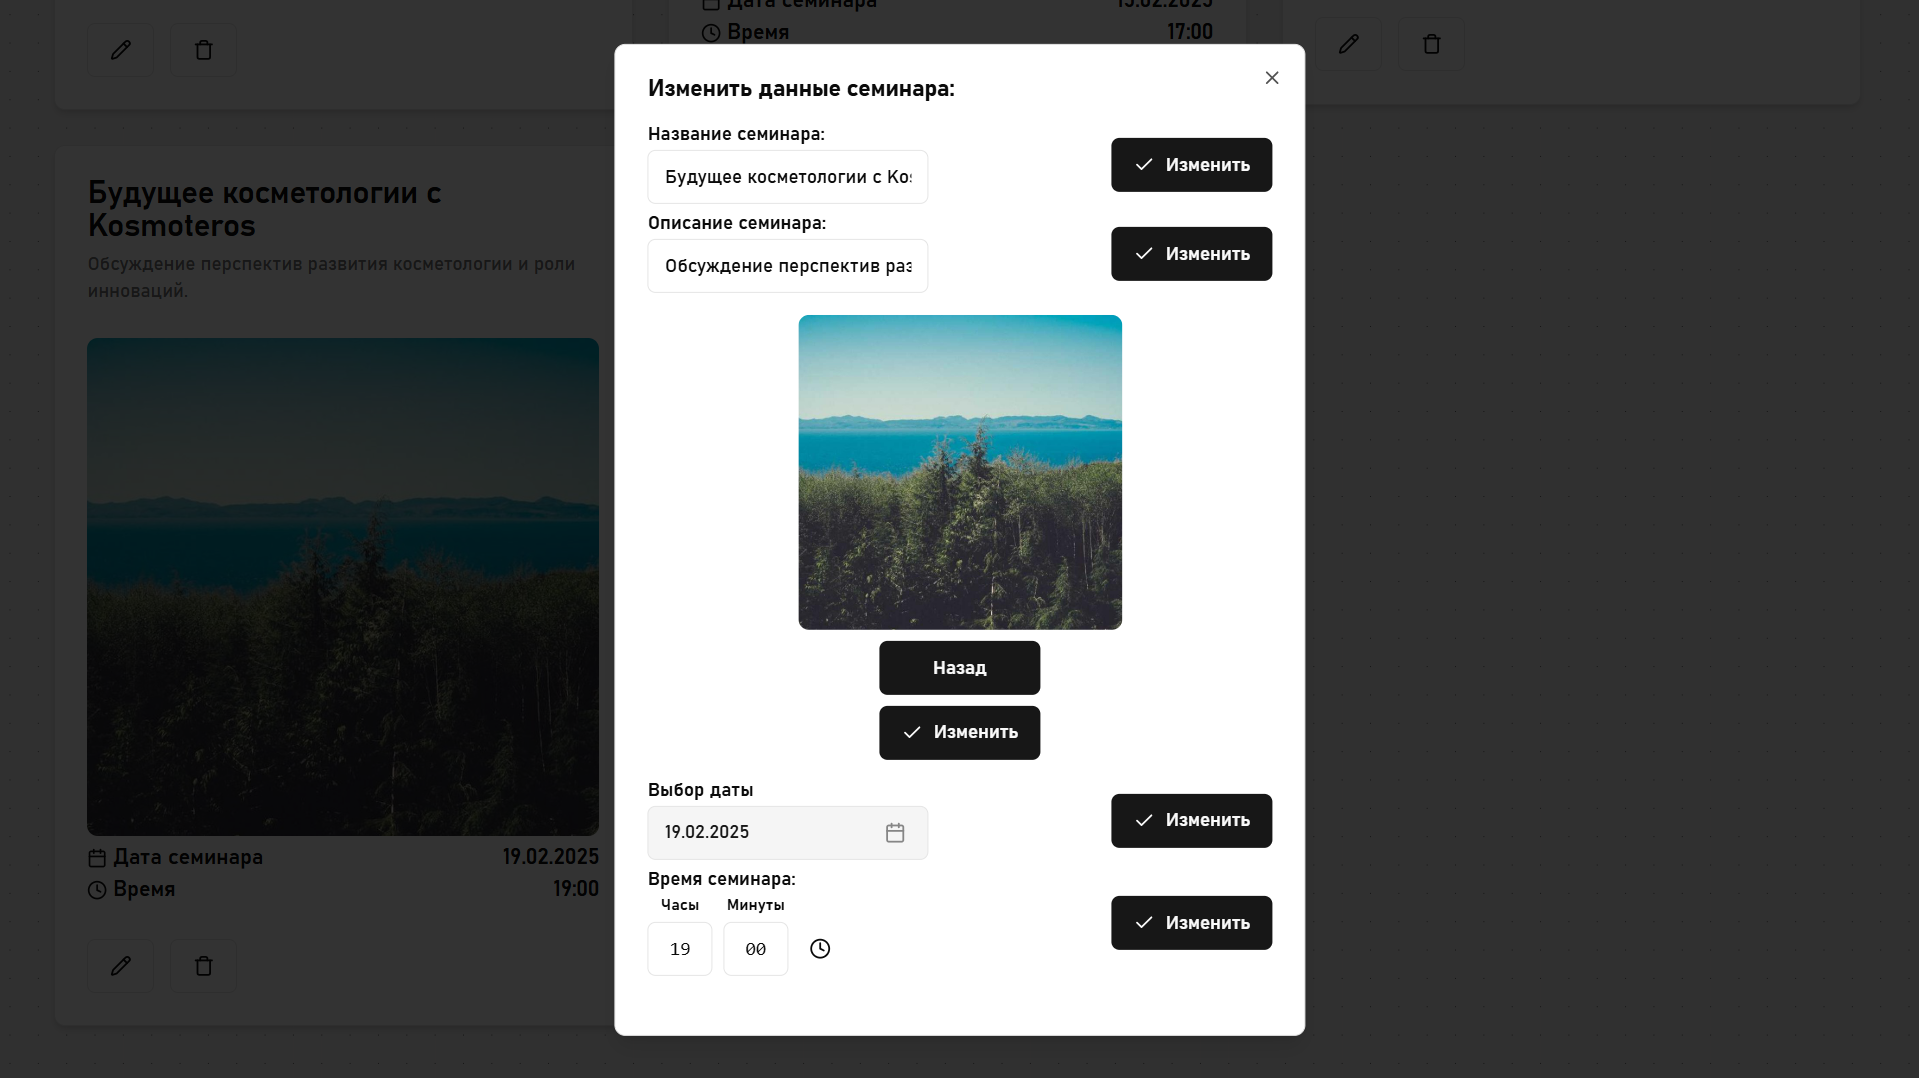 Дата семинара 15.02.2025
Время 17:00
Изменить данные семинара:
Название семинара:
Будущее косметологии с Ko
Изменить
Описание семинара:
Обсуждение перспектив раз
Изменить
Назад
Изменить
Выбор даты
19.02.2025
Изменить
Время семинара:
Часы Минуты
19 00
Изменить
Будущее косметологии с
Kosmoteros
Обсуждение перспектив развития косметологии и роли
инноваций.
Дата семинара 19.02.2025
Время 19:00